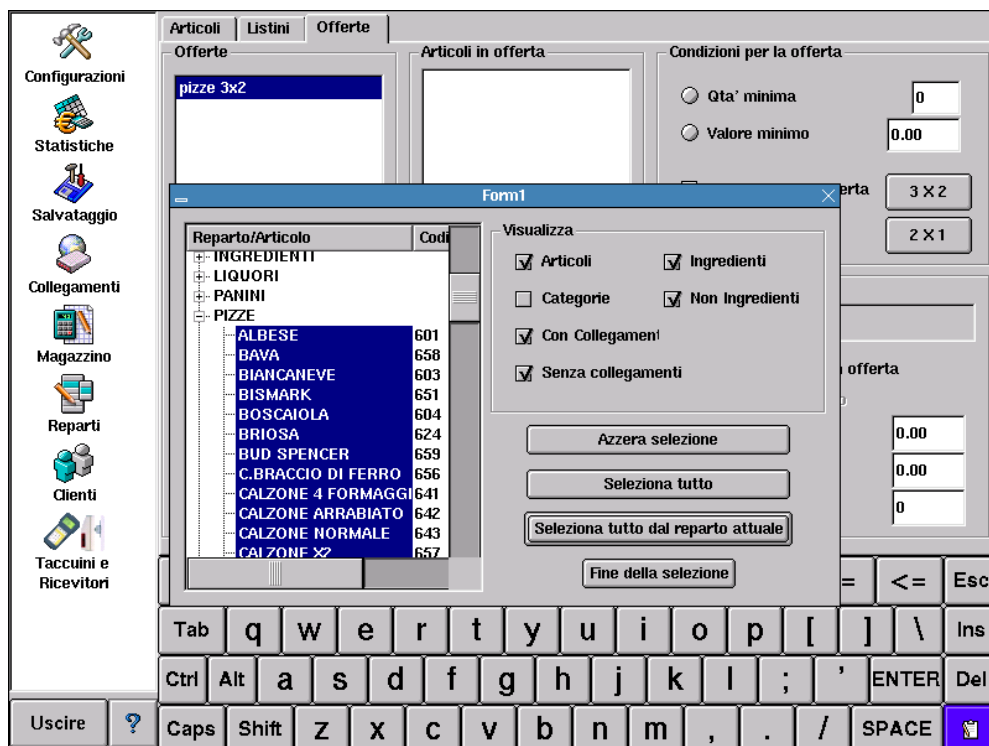 Configurazioni
Statistiche
Salvataggio
Collegamenti
Magazzino
Reparti
Clienti
Taccuini e
Ricevitori
Uscire
?
Articoli Listini Offerte
Offerte
pizze 3x2
Articoli in offerta
Condizioni per la offerta
Qta' minima 0
Valore minimo 0.00
erta 3 X 2
2 X 1
offerta
0.00
0.00
0
Form1
Reparto/Articolo Codi
INGREDIENTI
LIQUORI
PANINI
PIZZE
ALBESE 601
BAVA 658
BIANCANEVE 603
BISMARK 651
BOSCAIOLA 604
BRIOSA 624
BUD SPENCER 659
C.BRACCIO DI FERRO 656
CALZONE 4 FORMAGGI 641
CALZONE ARRABIATO 642
CALZONE NORMALE 643
CALZONE X2 657
Visualizza
Articoli Ingredienti
Categorie Non Ingredienti
Con Collegament
Senza collegamenti
Azzera selezione
Seleziona tutto
Seleziona tutto dal reparto attuale
Fine della selezione
= <= Esc
Tab q w e r t y u i o p [ ] \ Ins
Ctrl Alt a s d f g h j k l ; ' ENTER Del
Caps Shift z x c v b n m , . / SPACE